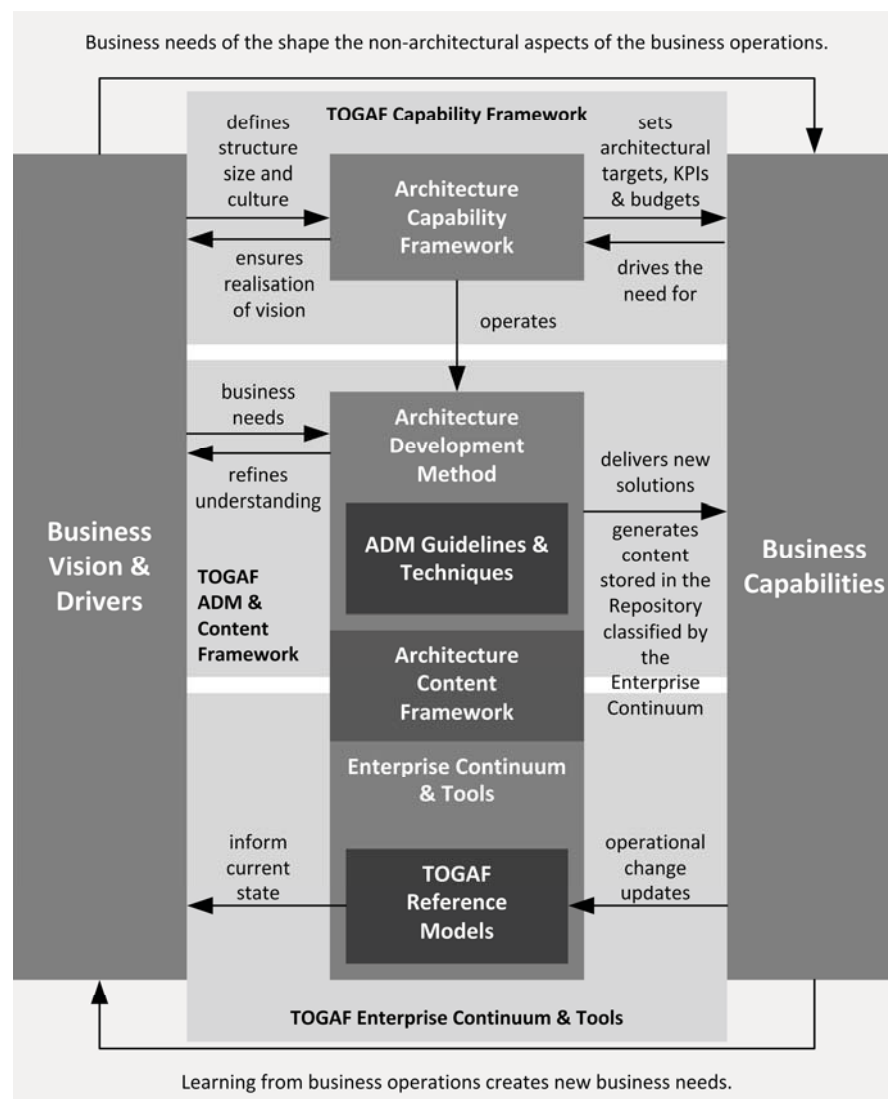 Business needs of the shape the non-architectural aspects of the business operations.
TOGAF Capability Framework
defines
structure
size and
culture
sets
architectural
targets, KPIs
& budgets
Architecture
Capability
Framework
ensures
realisation
of vision
drives the
need for
operates
business
needs
refines
understanding
Architecture
Development
Method
ADM Guidelines &
Techniques
delivers new
solutions
generates
content
stored in the
Repository
classified by
the
Enterprise
Continuum
Business
Vision &
Drivers
Business
Capabilities
TOGAF
ADM &
Content
Framework
Architecture
Content
Framework
Enterprise Continuum
& Tools
inform
current
state
TOGAF
Reference
Models
operational
change
updates
TOGAF Enterprise Continuum & Tools
Learning from business operations creates new business needs.